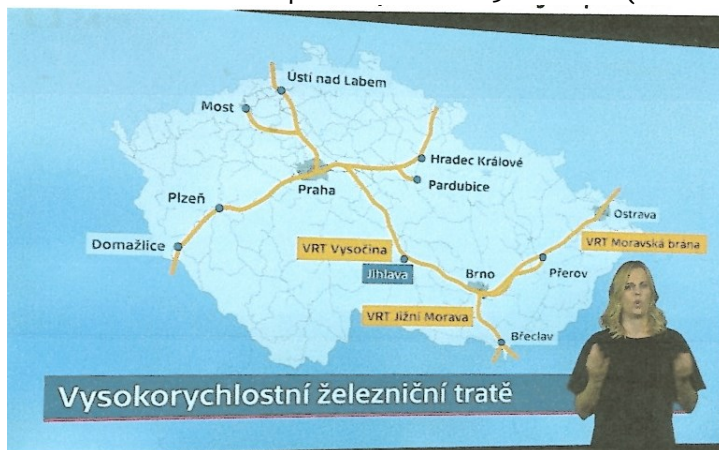 Ústí nad Labem
Most
Hradec Králové
Praha
Pardubice
Plzeň
Ostrava
Domažlice
VRT Vysočina
VRT Moravská brána
Jihlava
Brno
Přerov
VRT Jižní Morava
Břeclav
Vysokorychlostní železniční tratě